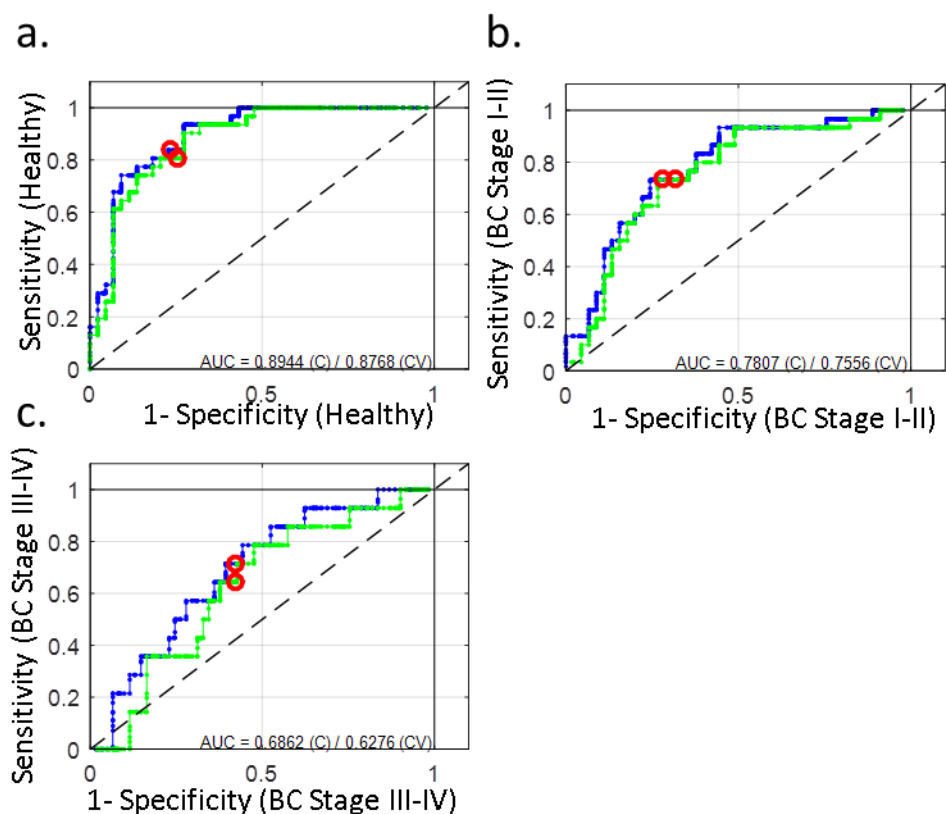 a.
Sensitivity (Healthy)
1
0.8
0.6
0.4
0.2
0
AUC = 0.8944 (C) / 0.8768 (CV)
0
0.5
1
1- Specificity (Healthy)
b.
Sensitivity (BC Stage I-II)
1
0.8
0.6
0.4
0.2
0
AUC = 0.7807 (C) / 0.7556 (CV)
0
0.5
1
1- Specificity (BC Stage I-II)
c.
Sensitivity (BC Stage III-IV)
1
0.8
0.6
0.4
0.2
0
AUC = 0.6862 (C) / 0.6276 (CV)
0
0.5
1
1- Specificity (BC Stage III-IV)